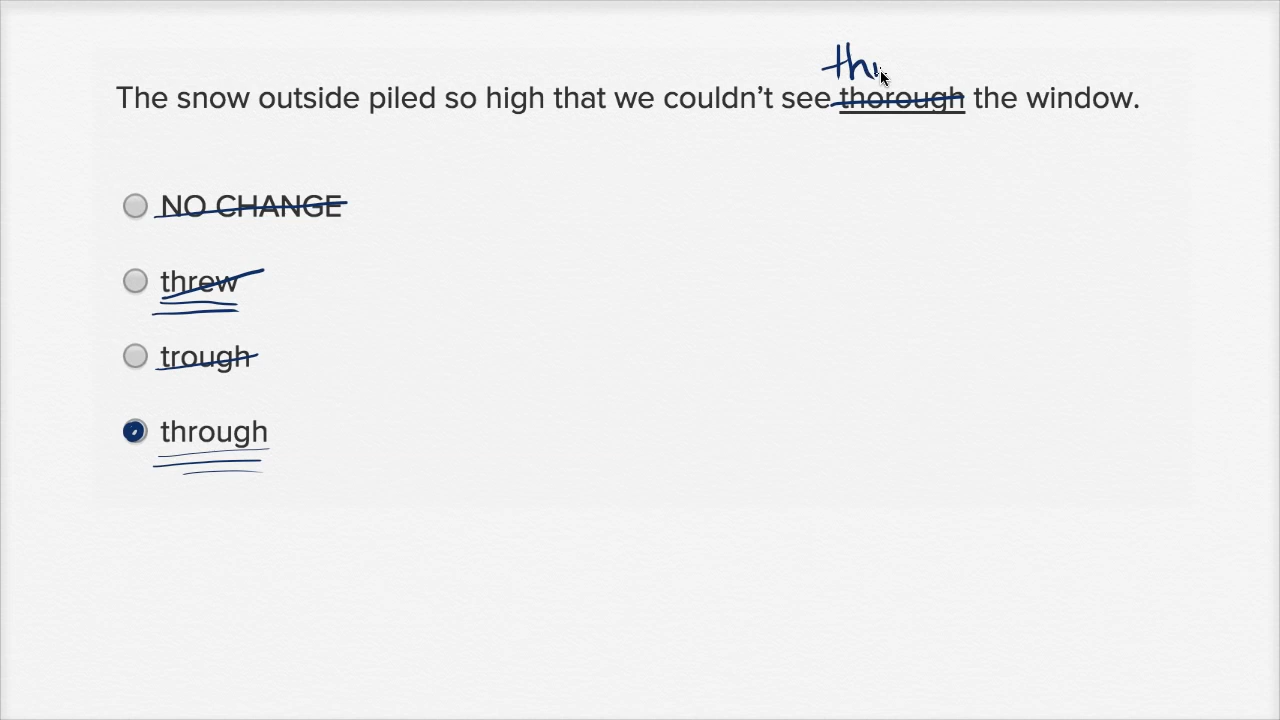 thr
The snow outside piled so high that we couldn't see thorough the window.
NO CHANGE
threw
trough
through